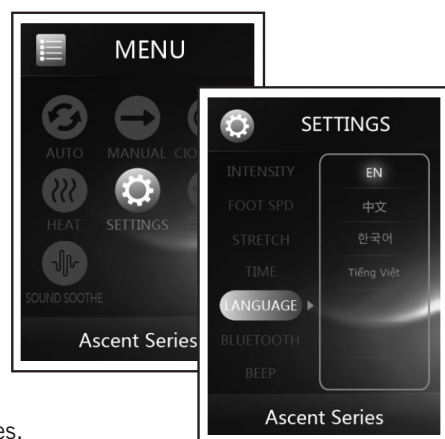 MENU
AUTO
MANUAL
HEAT
SETTINGS
SOUND SOOTHE
Ascent Series
SETTINGS
INTENSITY
EN
FOOT SPD
中文
STRETCH
한국어
TIME
Tiếng Việt
LANGUAGE
BLUETOOTH
BEEP
Ascent Series
es.